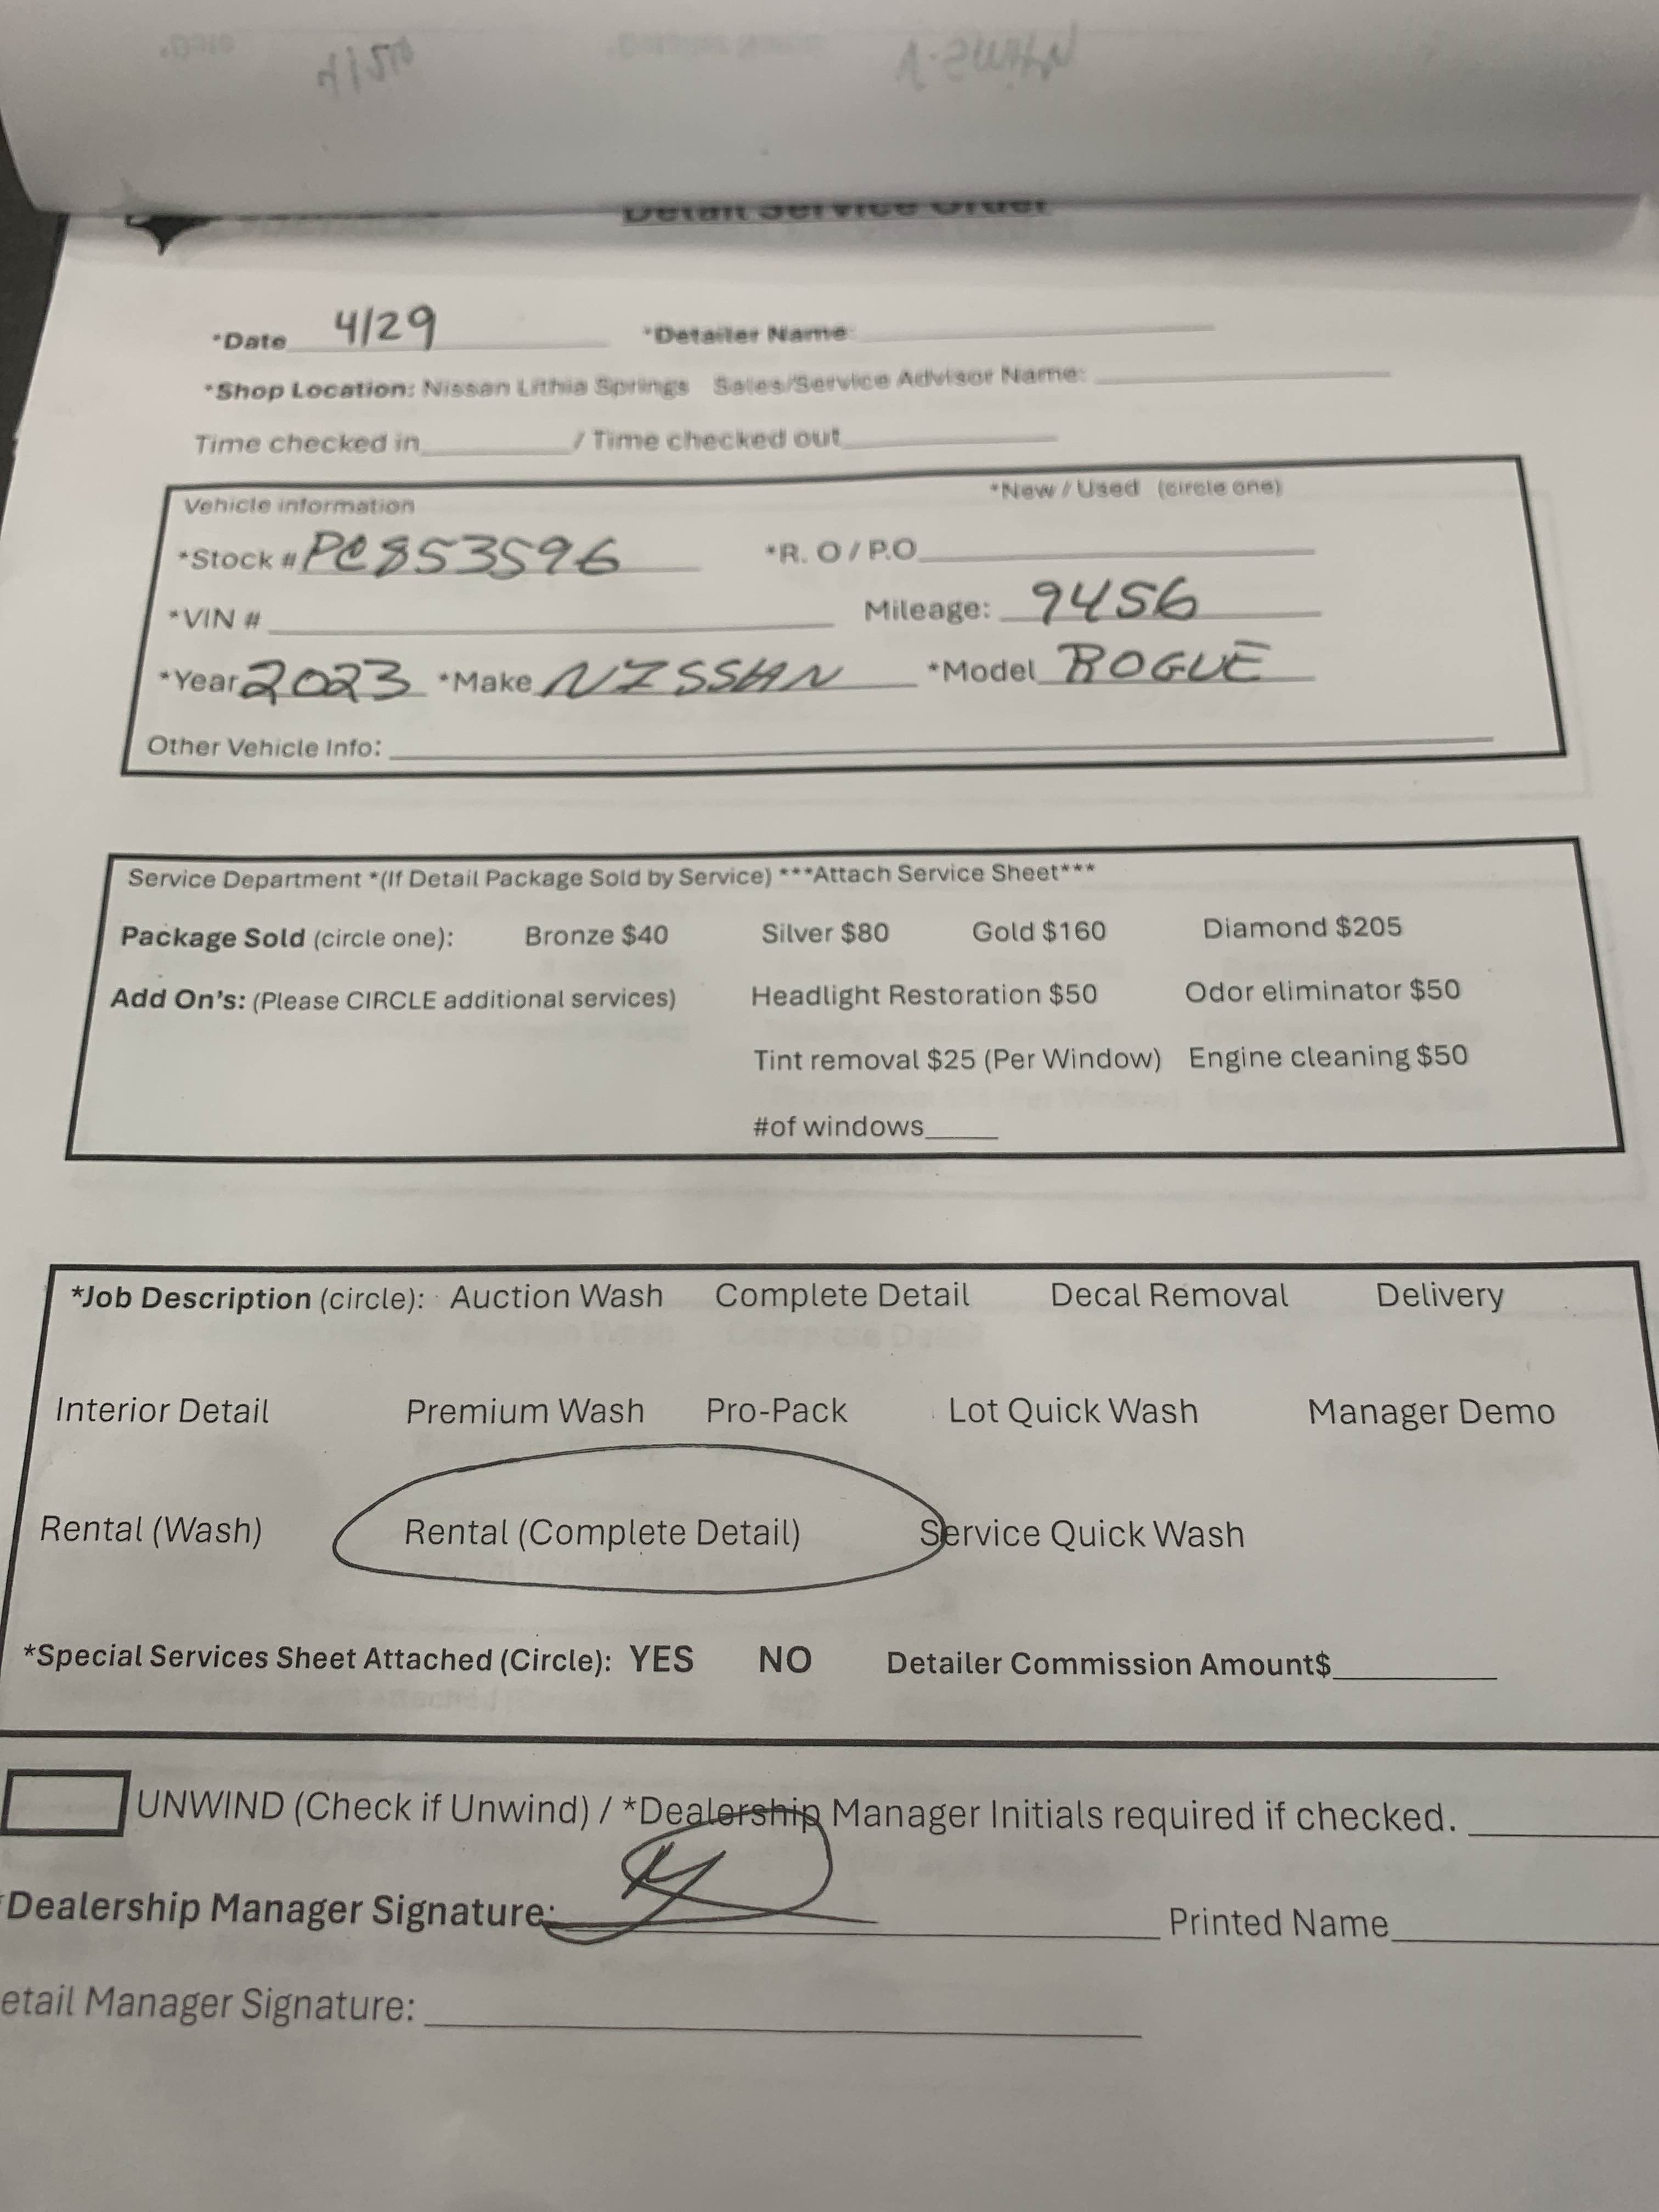 Detail Service Order
*Date 4/29 *Detailer Name:
*Shop Location: Nissan Lithia Springs Sales/Service Advisor Name:
Time checked in / Time checked out
*New / Used (circle one)
Vehicle information
*Stock # PC853596 *R. O / P.O
*VIN # Mileage: 9456
*Year 2023 *Make NISSAN *Model ROGUE
Other Vehicle Info:
Service Department *(If Detail Package Sold by Service) ***Attach Service Sheet***
Package Sold (circle one): Bronze $40 Silver $80 Gold $160 Diamond $205
Add On's: (Please CIRCLE additional services) Headlight Restoration $50 Odor eliminator $50
Tint removal $25 (Per Window) Engine cleaning $50
#of windows
*Job Description (circle): Auction Wash Complete Detail Decal Removal Delivery
Interior Detail Premium Wash Pro-Pack Lot Quick Wash Manager Demo
Rental (Wash) Rental (Complete Detail) Service Quick Wash
*Special Services Sheet Attached (Circle): YES NO Detailer Commission Amount$
UNWIND (Check if Unwind) / *Dealership Manager Initials required if checked.
Dealership Manager Signature: Printed Name
etail Manager Signature: